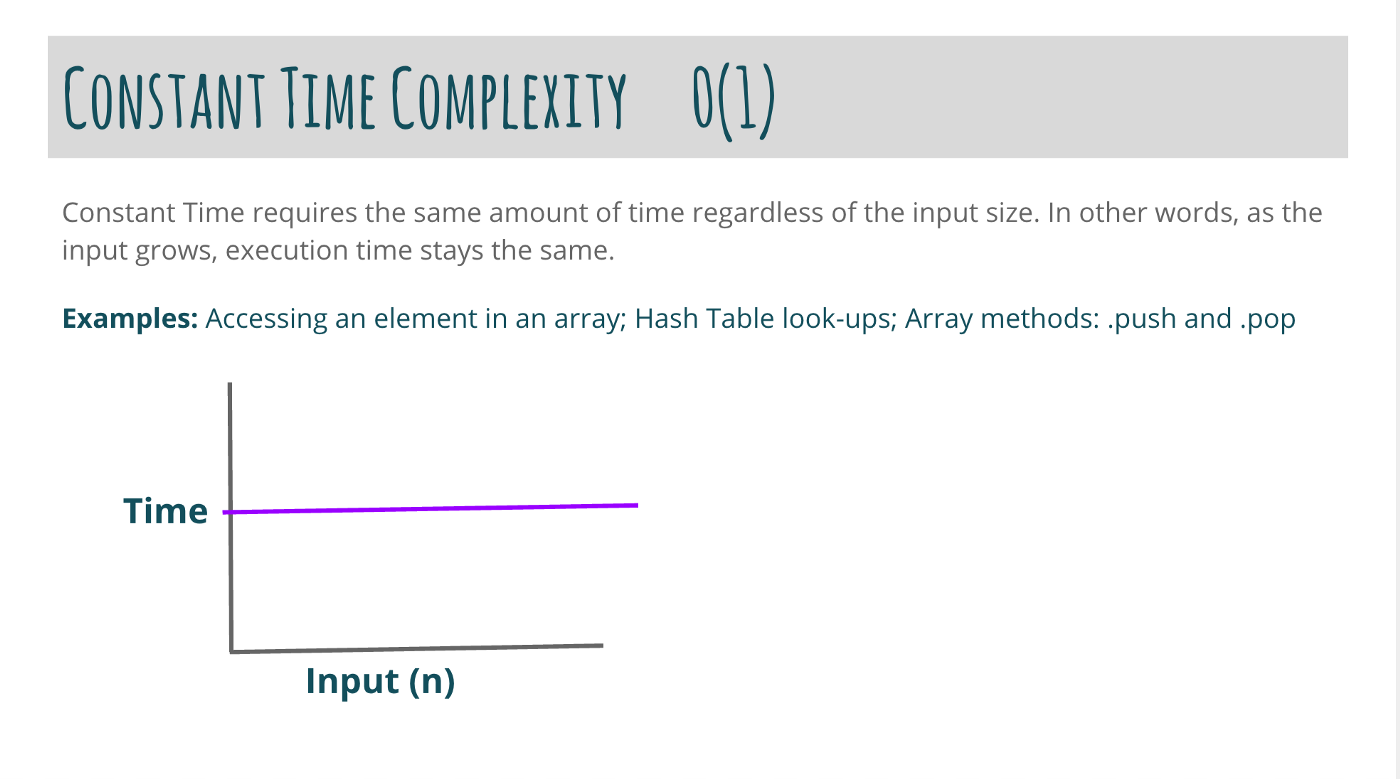 Constant Time Complexity O(1)
Constant Time requires the same amount of time regardless of the input size. In other words, as the
input grows, execution time stays the same.
Examples: Accessing an element in an array; Hash Table look-ups; Array methods: .push and .pop
Time
Input (n)